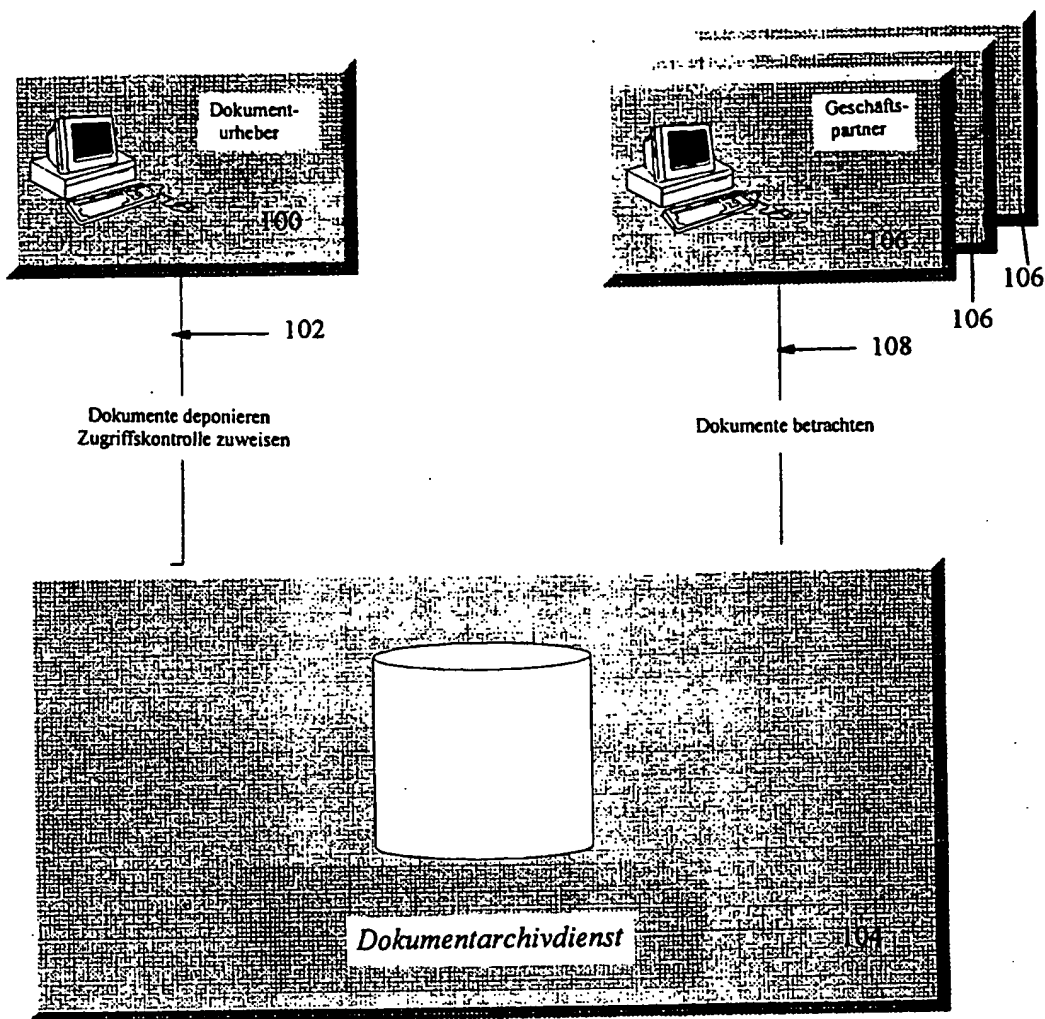 Dokument-
urheber
100
Geschäfts-
partner
106
106
106
102
108
Dokumente deponieren
Zugriffskontrolle zuweisen
Dokumente betrachten
Dokumentarchivdienst
104